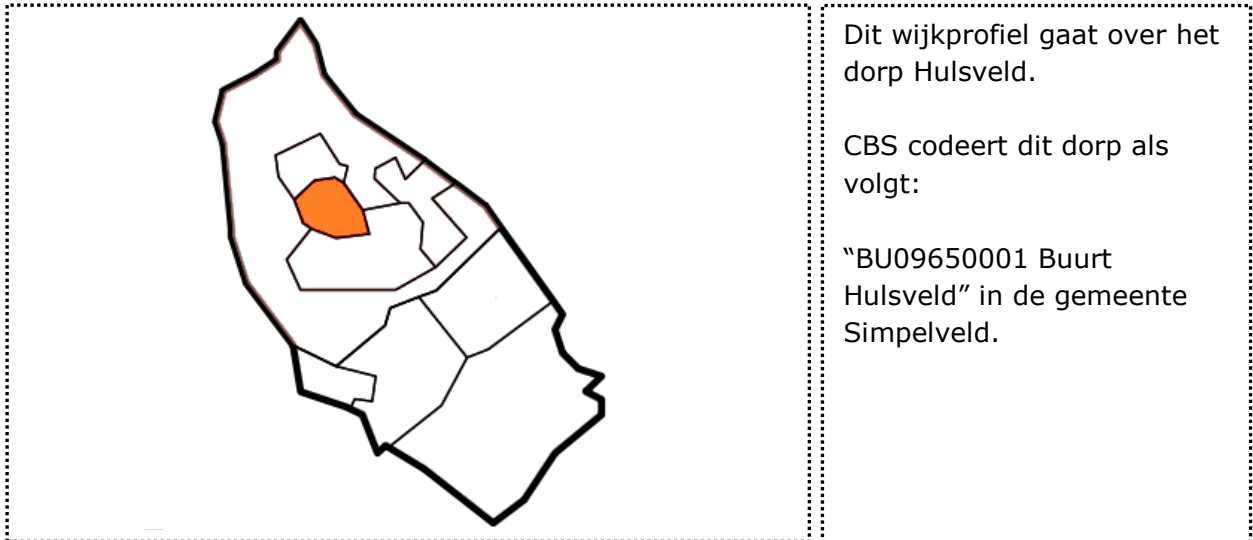 Dit wijkprofiel gaat over het
dorp Hulsveld.
CBS codeert dit dorp als
volgt:
“BU09650001 Buurt
Hulsveld” in de gemeente
Simpelveld.